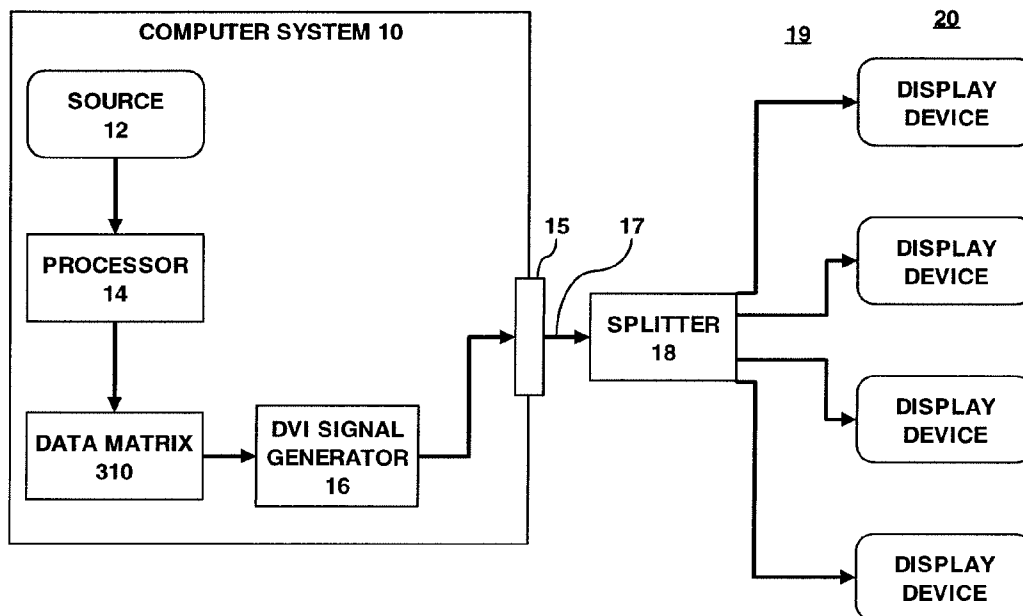 COMPUTER SYSTEM 10
SOURCE
12
PROCESSOR
14
DATA MATRIX
310
DVI SIGNAL
GENERATOR
16
15
17
SPLITTER
18
19
20
DISPLAY
DEVICE
DISPLAY
DEVICE
DISPLAY
DEVICE
DISPLAY
DEVICE